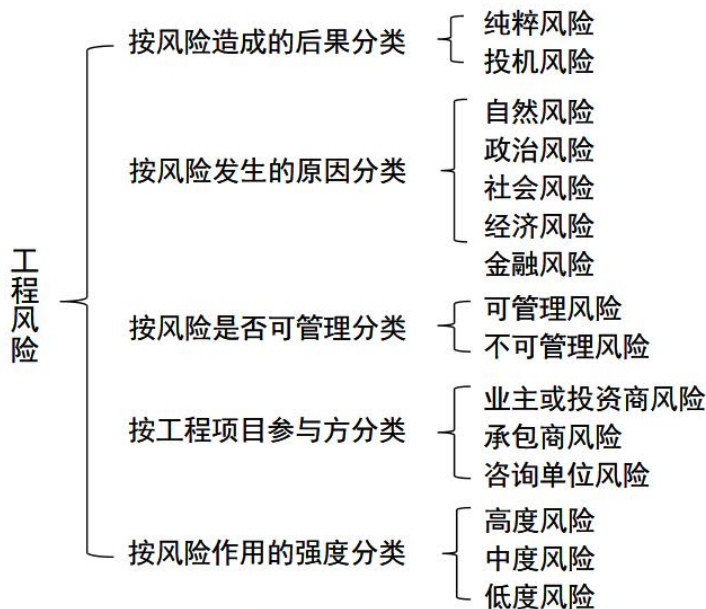 工程风险
按风险造成的后果分类
纯粹风险
投机风险
按风险发生的原因分类
自然风险
政治风险
社会风险
经济风险
金融风险
按风险是否可管理分类
可管理风险
不可管理风险
按工程项目参与方分类
业主或投资商风险
承包商风险
咨询单位风险
按风险作用的强度分类
高度风险
中度风险
低度风险